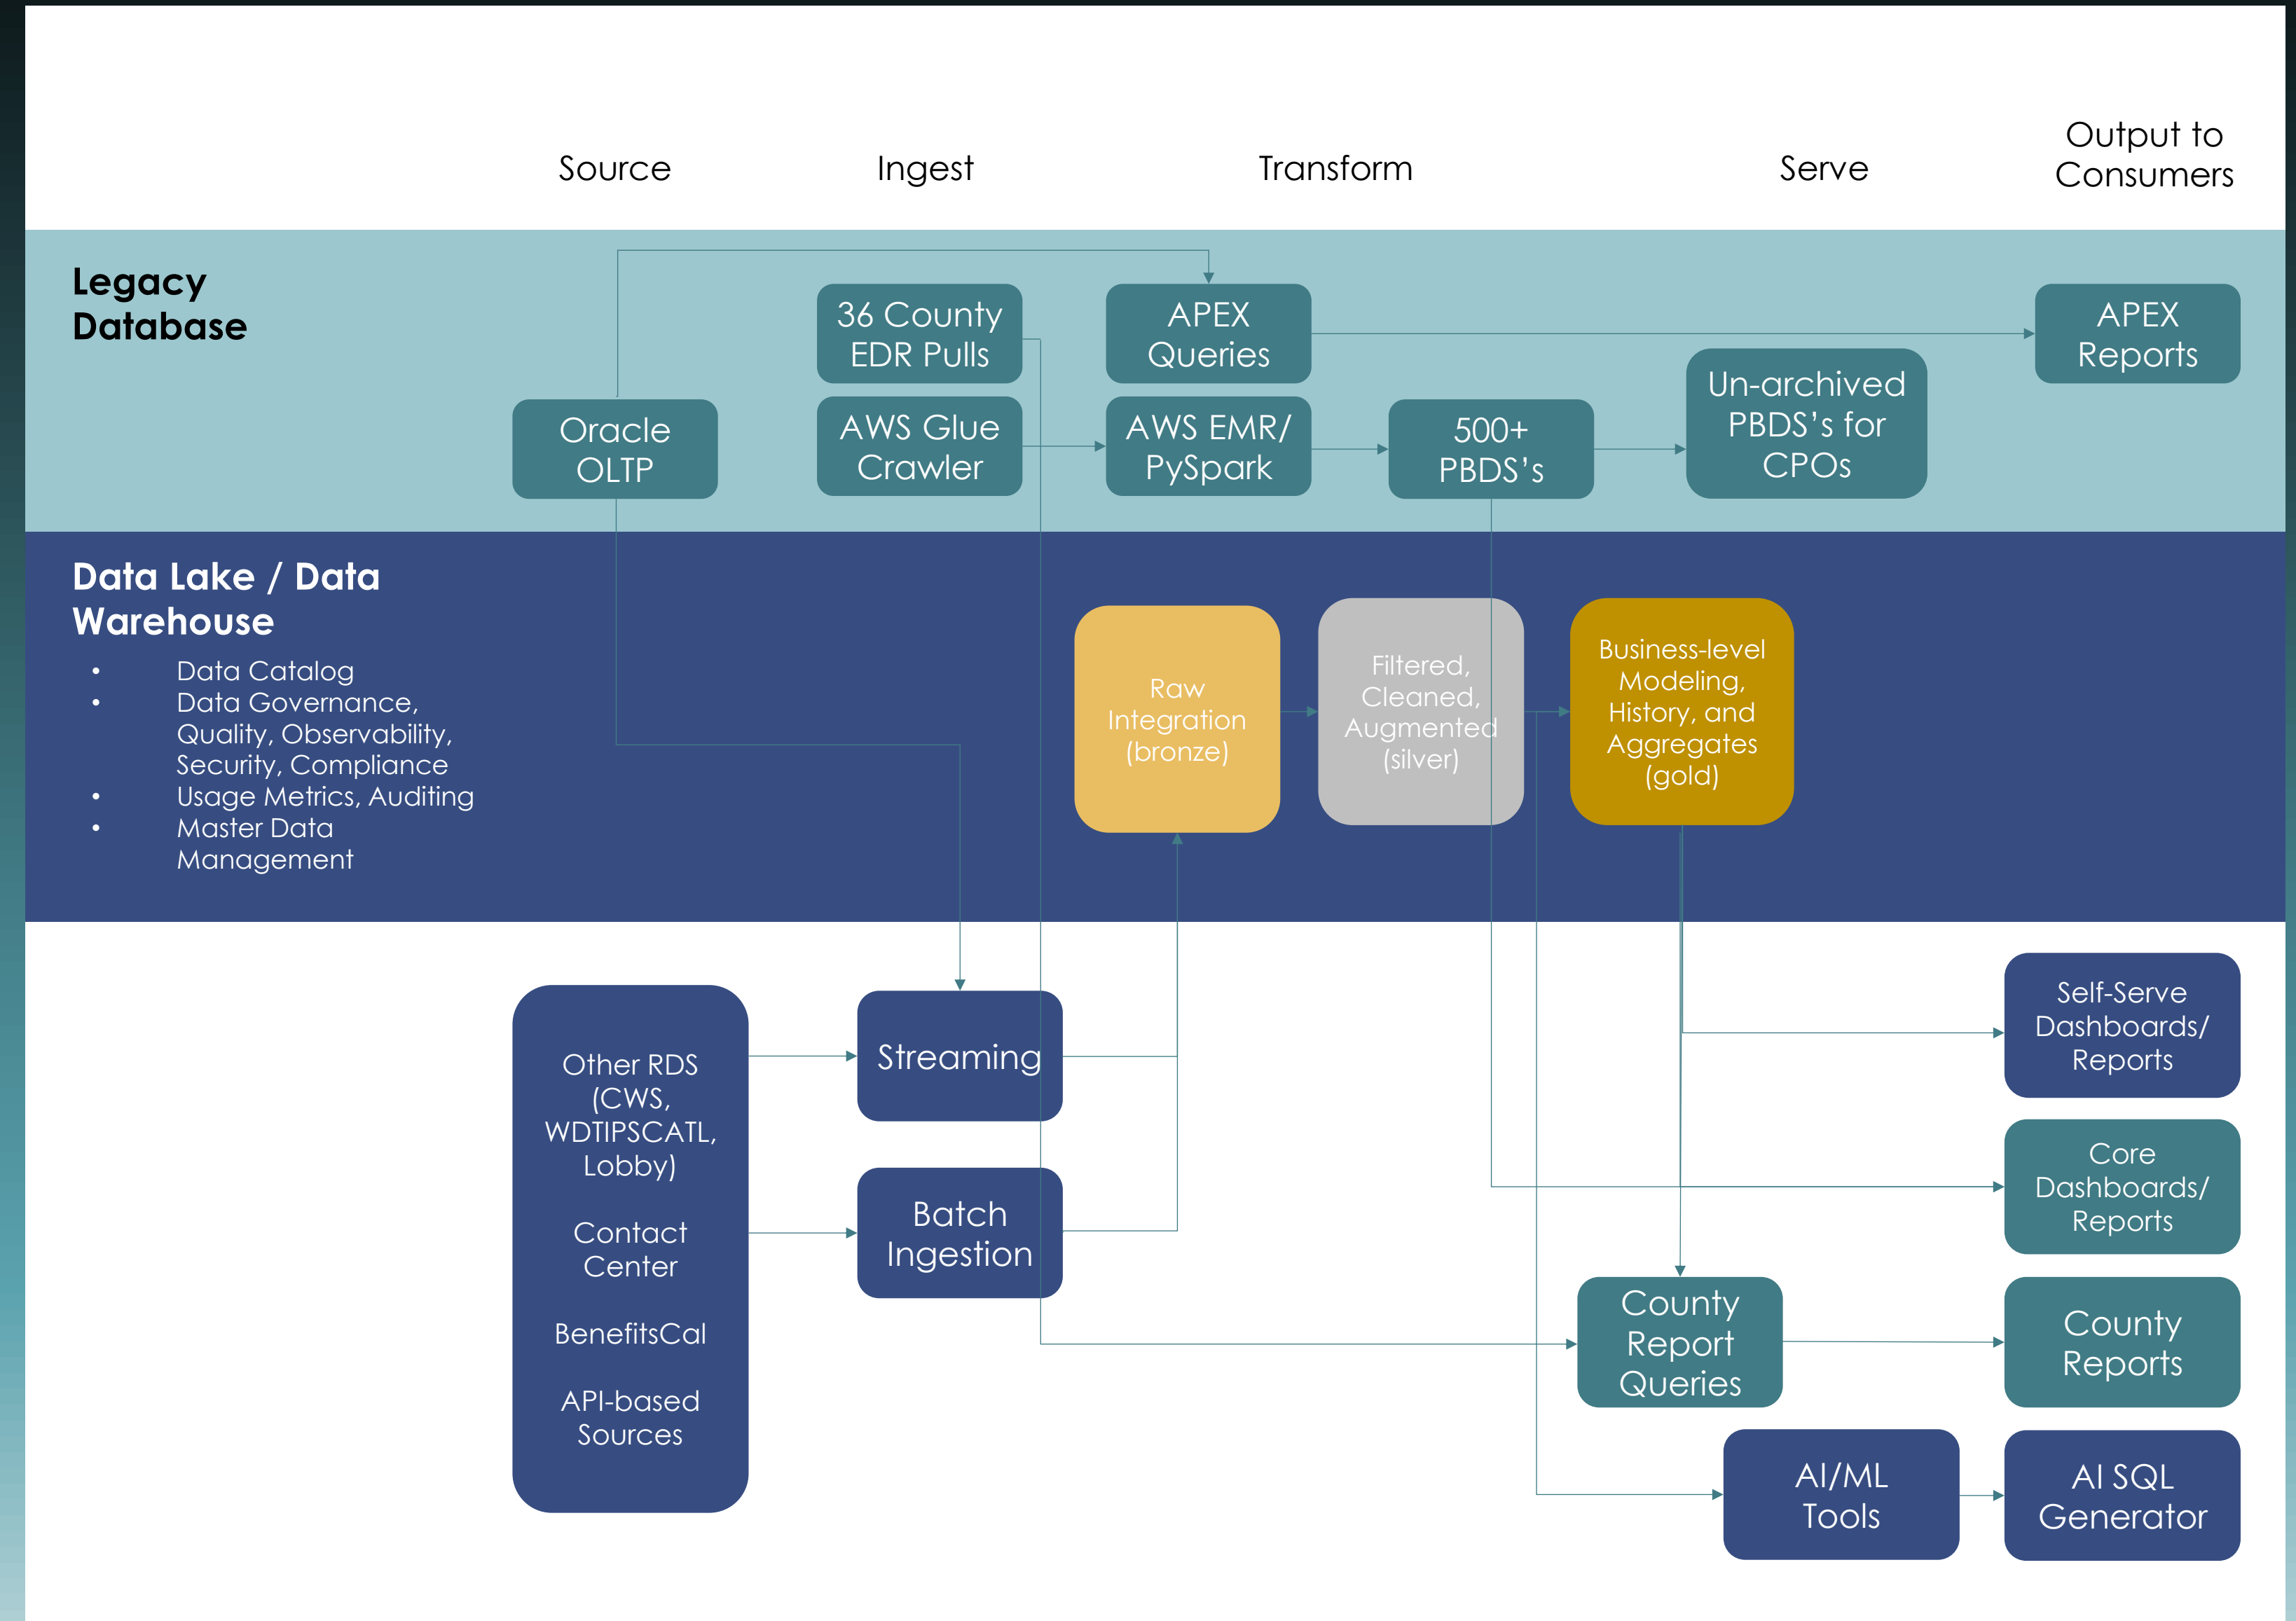 Source
Ingest
Transform
Serve
Output to
Consumers
Legacy
Database
36 County
EDR Pulls
APEX
Queries
APEX
Reports
Oracle
OLTP
AWS Glue
Crawler
AWS EMR/
PySpark
500+
PBDS's
Un-archived
PBDS's for
CPOs
Data Lake / Data
Warehouse
• Data Catalog
• Data Governance,
Quality, Observability,
Security, Compliance
• Usage Metrics, Auditing
• Master Data
Management
Raw
Integration
(bronze)
Filtered,
Cleaned,
Augmented
(silver)
Business-level
Modeling,
History, and
Aggregates
(gold)
Other RDS
(CWS,
WDTIPSCATL,
Lobby)
Contact
Center
BenefitsCal
API-based
Sources
Streaming
Batch
Ingestion
Self-Serve
Dashboards/
Reports
Core
Dashboards/
Reports
County
Report
Queries
County
Reports
AI/ML
Tools
AI SQL
Generator